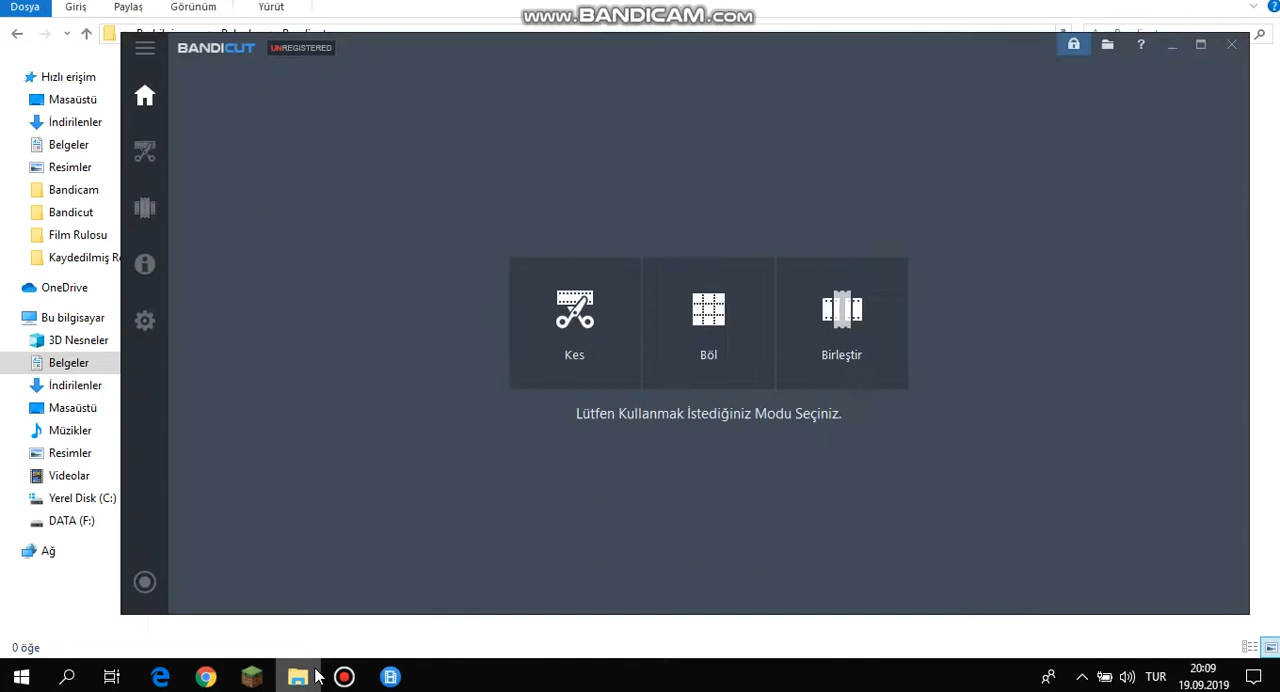 www.BANDICAM.com
Dosya Giriş Paylaş Görünüm Yürüt
BANDICUT UNREGISTERED
Hızlı erişim
Masaüstü
İndirilenler
Belgeler
Resimler
Bandicam
Bandicut
Film Rulosu
Kaydedilmiş R
OneDrive
Bu bilgisayar
3D Nesneler
Belgeler
İndirilenler
Masaüstü
Müzikler
Resimler
Videolar
Yerel Disk (C:)
DATA (F:)
Ağ
Kes Böl Birleştir
Lütfen Kullanmak İstediğiniz Modu Seçiniz.
0 öğe
TUR
20:09
19.09.2019